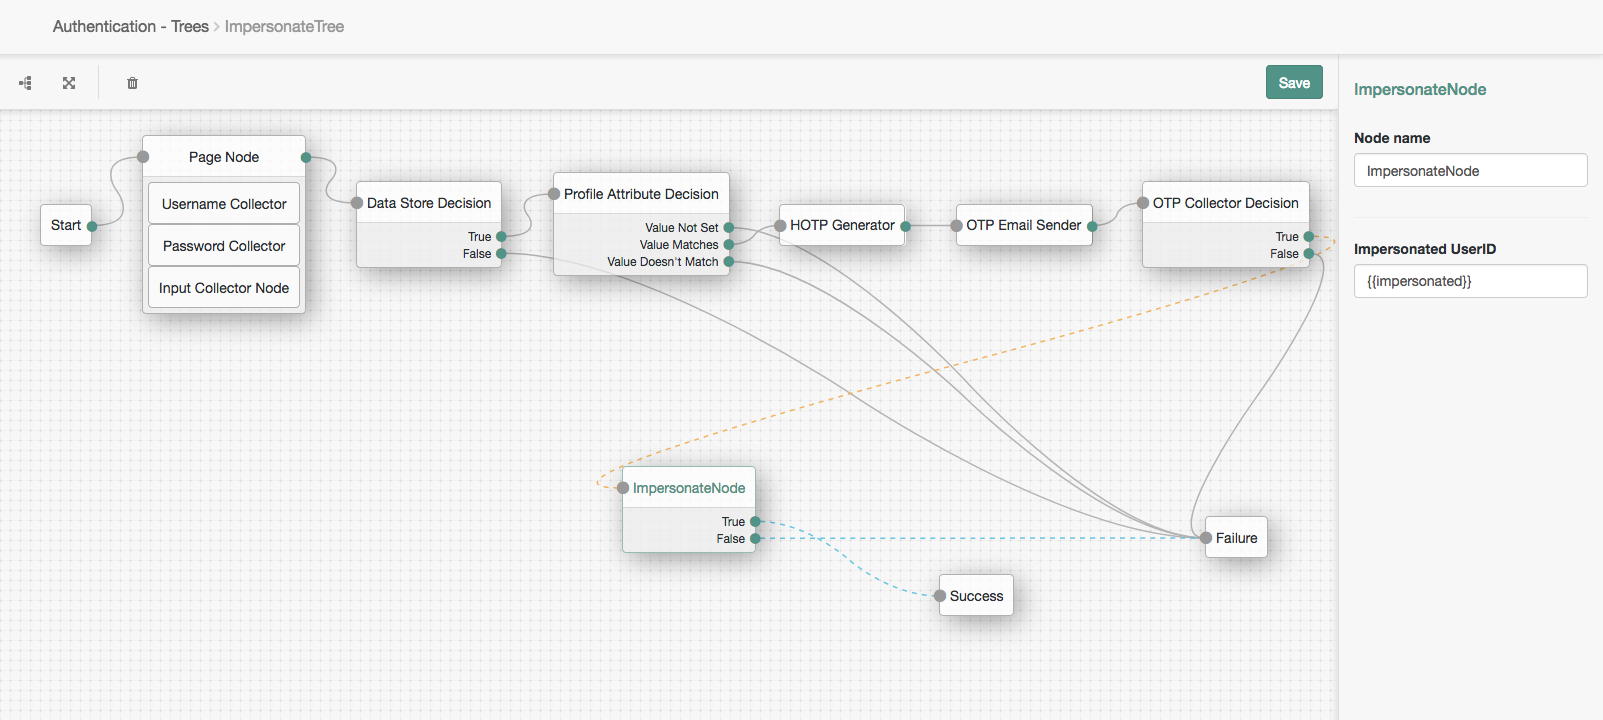 Authentication - Trees > ImpersonateTree
Save
Start
Page Node
Username Collector
Password Collector
Input Collector Node
Data Store Decision
True
False
Profile Attribute Decision
Value Not Set
Value Matches
Value Doesn't Match
HOTP Generator
OTP Email Sender
OTP Collector Decision
True
False
ImpersonateNode
True
False
Success
Failure
ImpersonateNode
Node name
ImpersonateNode
Impersonated UserID
{{impersonated}}